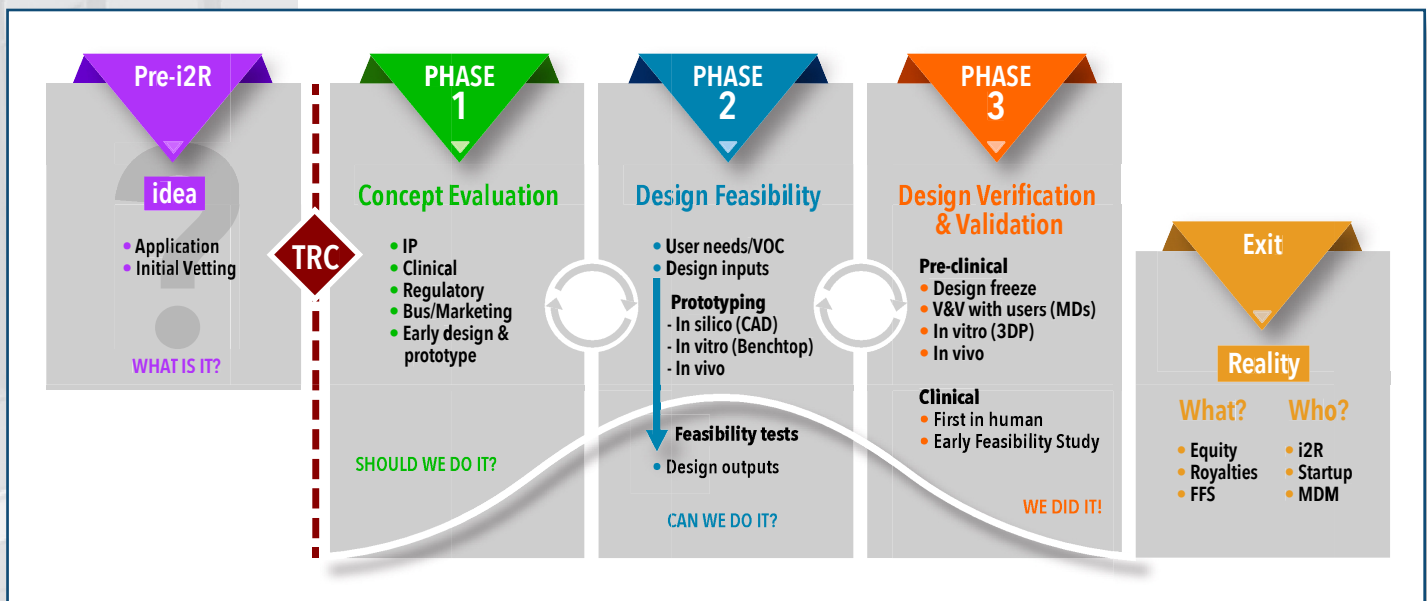 Pre-i2R
idea
• Application
• Initial Vetting
?
WHAT IS IT?
TRC
PHASE
1
Concept Evaluation
• IP
• Clinical
• Regulatory
• Bus/Marketing
• Early design &
prototype
SHOULD WE DO IT?
PHASE
2
Design Feasibility
• User needs/VOC
• Design inputs
Prototyping
- In silico (CAD)
- In vitro (Benchtop)
- In vivo
Feasibility tests
• Design outputs
CAN WE DO IT?
PHASE
3
Design Verification
& Validation
Pre-clinical
• Design freeze
• V&V with users (MDs)
• In vitro (3DP)
• In vivo
Clinical
• First in human
• Early Feasibility Study
WE DID IT!
Exit
Reality
What?
• Equity
• Royalties
• FFS
Who?
• i2R
• Startup
• MDM